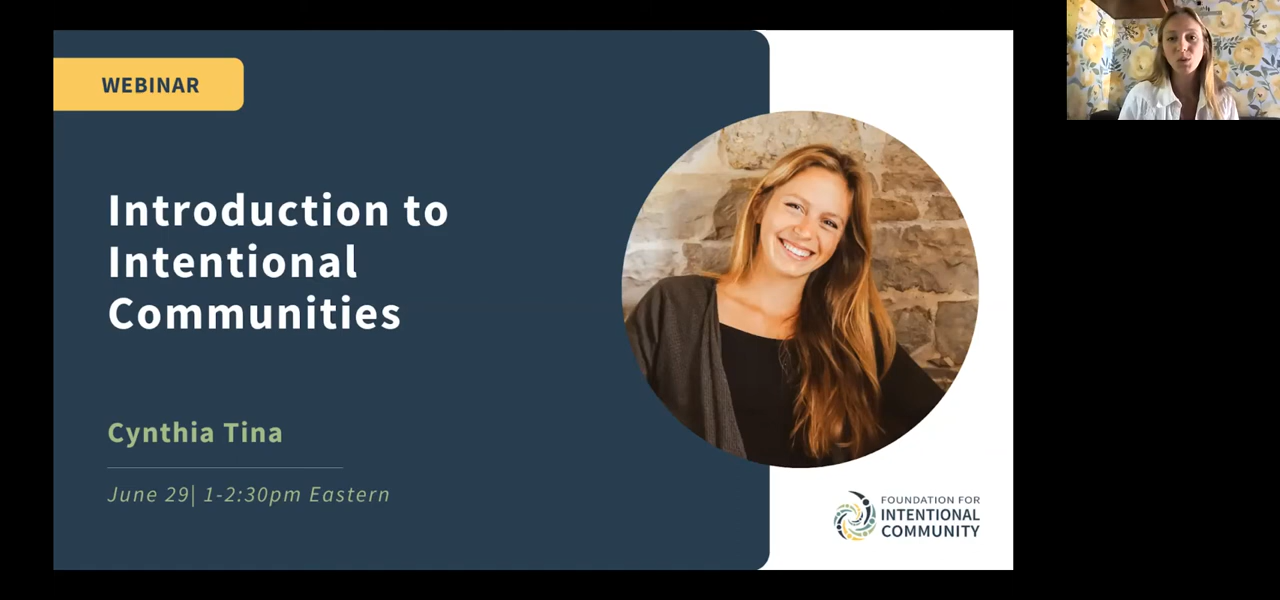 WEBINAR
Introduction to
Intentional
Communities
Cynthia Tina
June 29| 1-2:30pm Eastern
FOUNDATION FOR
INTENTIONAL
COMMUNITY